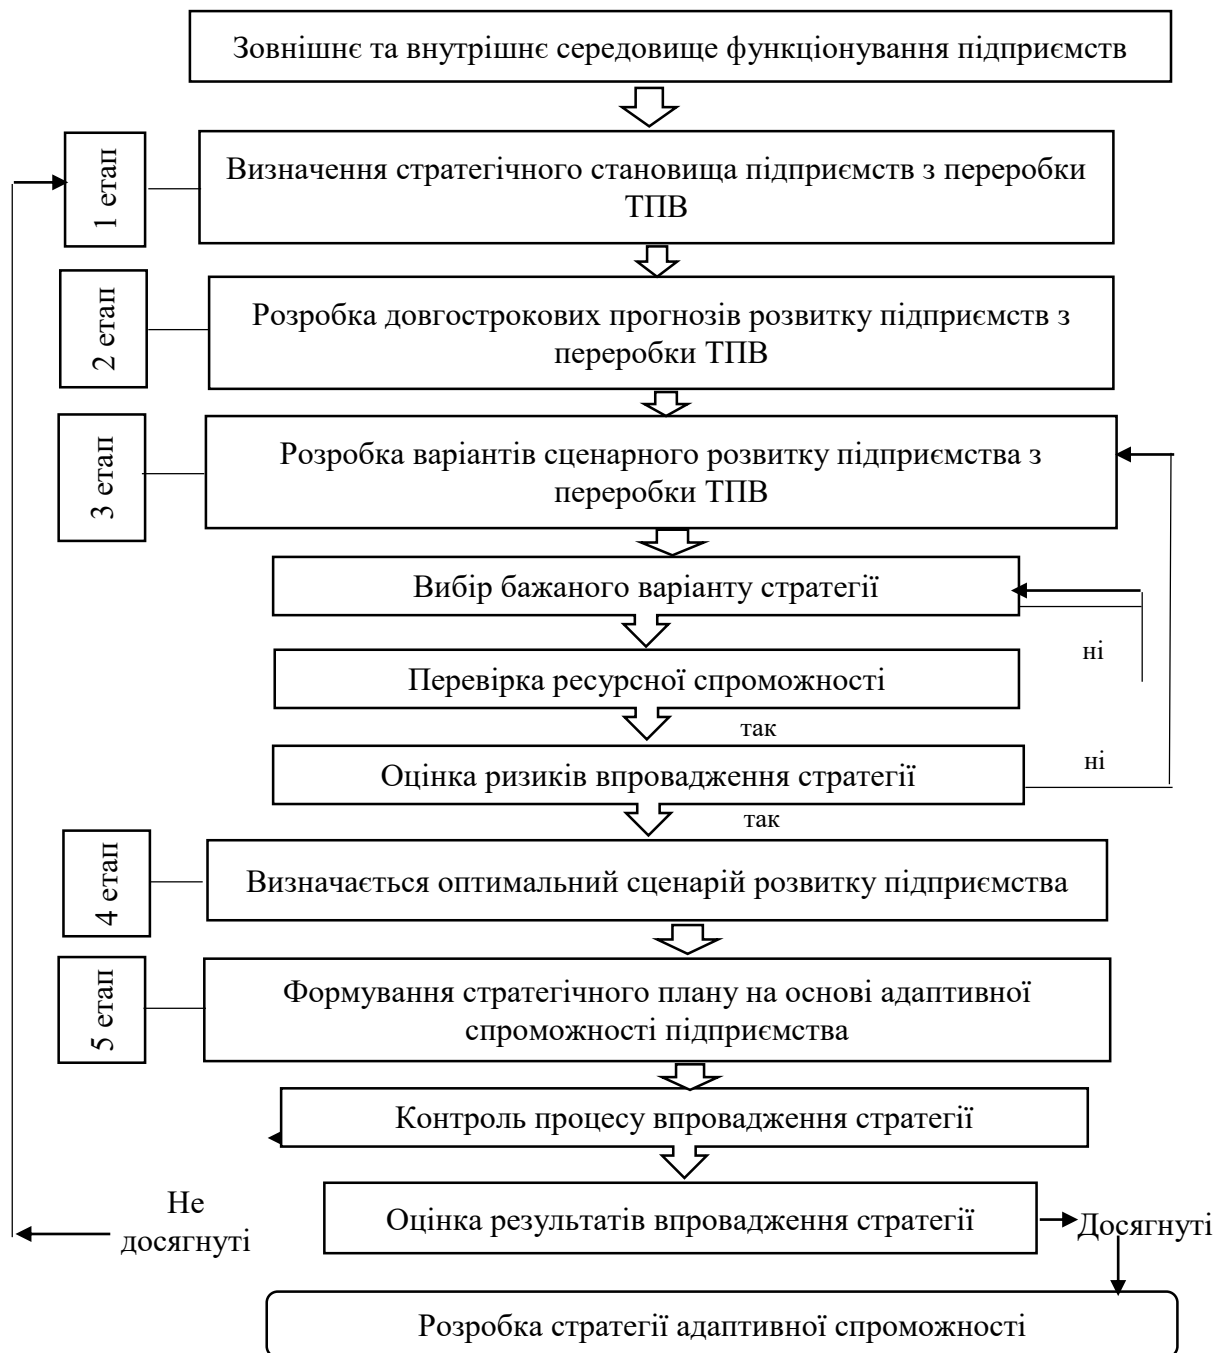 Зовнішнє та внутрішнє середовище функціонування підприємств
1 етап
Визначення стратегічного становища підприємств з переробки
ТПВ
2 етап
Розробка довгострокових прогнозів розвитку підприємств з
переробки ТПВ
3 етап
Розробка варіантів сценарного розвитку підприємства з
переробки ТПВ
Вибір бажаного варіанту стратегії
ні
Перевірка ресурсної спроможності
так
Оцінка ризиків впровадження стратегії
ні
так
4 етап
Визначається оптимальний сценарій розвитку підприємства
5 етап
Формування стратегічного плану на основі адаптивної
спроможності підприємства
Контроль процесу впровадження стратегії
Не
досягнуті
Оцінка результатів впровадження стратегії
Досягнуті
Розробка стратегії адаптивної спроможності